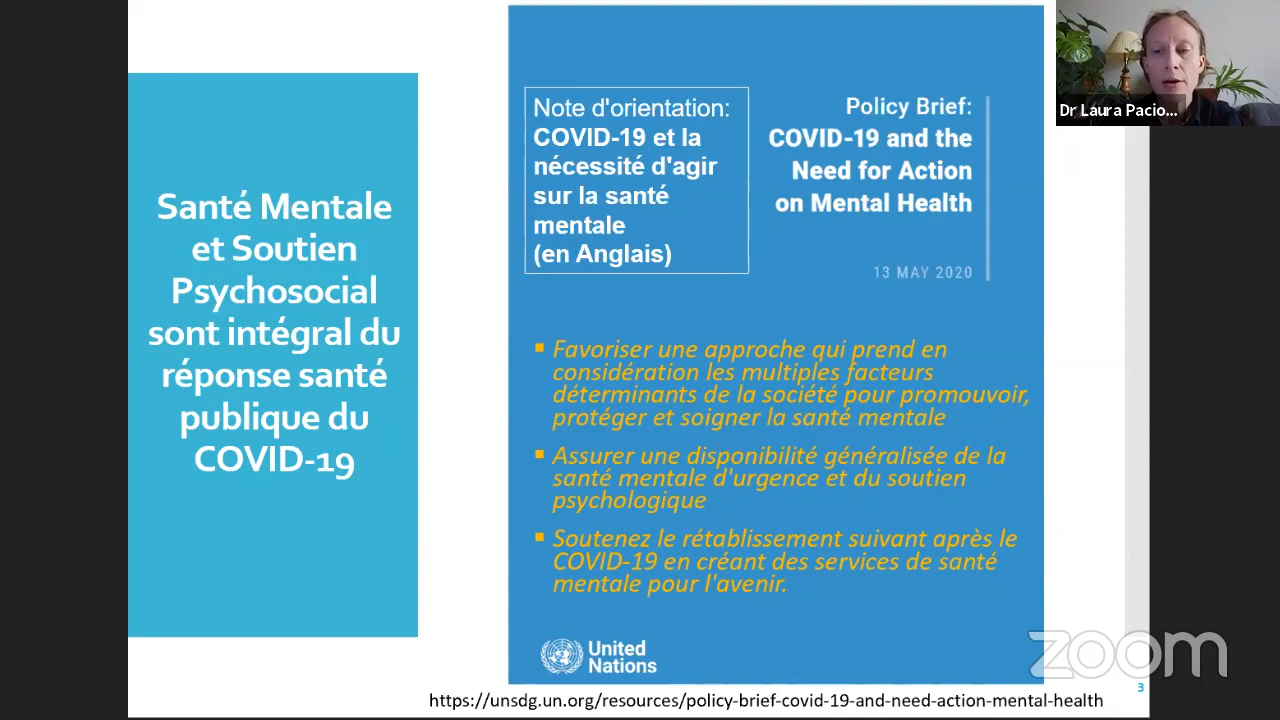 Santé Mentale
et Soutien
Psychosocial
sont intégral du
réponse santé
publique du
COVID-19
Note d'orientation:
COVID-19 et la
nécessité d'agir
sur la santé
mentale
(en Anglais)
Policy Brief:
COVID-19 and the
Need for Action
on Mental Health
13 MAY 2020
Favoriser une approche qui prend en
considération les multiples facteurs
déterminants de la société pour promouvoir,
protéger et soigner la santé mentale
Assurer une disponibilité généralisée de la
santé mentale d'urgence et du soutien
psychologique
Soutenez le rétablissement suivant après le
COVID-19 en créant des services de santé
mentale pour l'avenir.
United
Nations
https://unsdg.un.org/resources/policy-brief-covid-19-and-need-action-mental-health
3
Dr Laura Pacio...
zoom